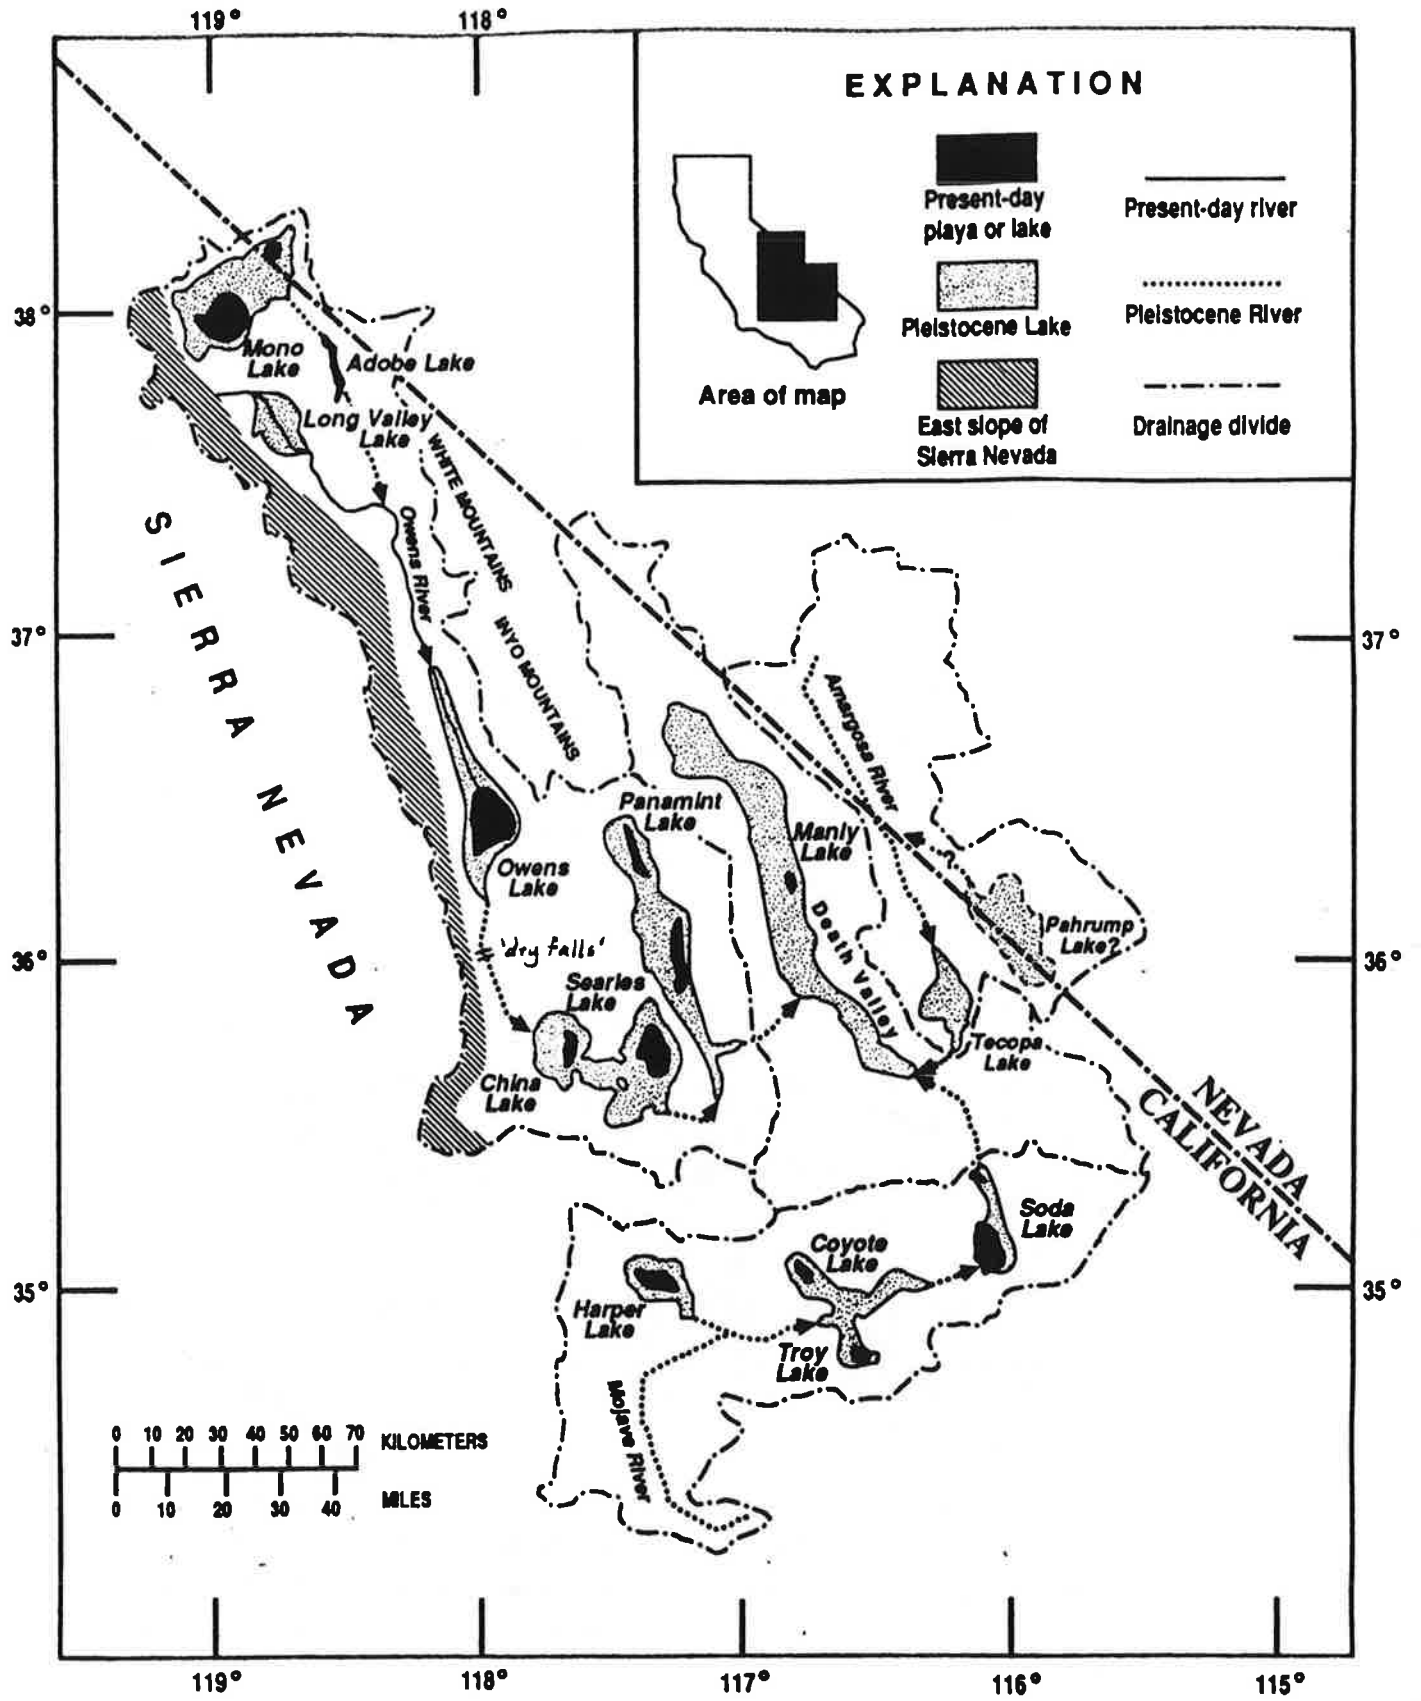 119°
118°
EXPLANATION
Present-day
playa or lake
Present-day river
Pleistocene Lake
Pleistocene River
Area of map
East slope of
Sierra Nevada
Drainage divide
38°
Mono
Lake
Adobe Lake
Long Valley
Lake
WHITE MOUNTAINS
Owens River
SIERRA NEVADA
INYO MOUNTAINS
37°
37°
Amargosa River
Panamint
Lake
Manly
Lake
Owens
Lake
Death Valley
Pahrump
Lake?
36°
'dry falls'
36°
Searles
Lake
Tecopa
Lake
China
Lake
NEVADA
CALIFORNIA
Soda
Lake
Coyote
Lake
35°
35°
Harper
Lake
Troy
Lake
Mojave River
0 10 20 30 40 50 60 70 KILOMETERS
0 10 20 30 40 MILES
119°
118°
117°
116°
115°